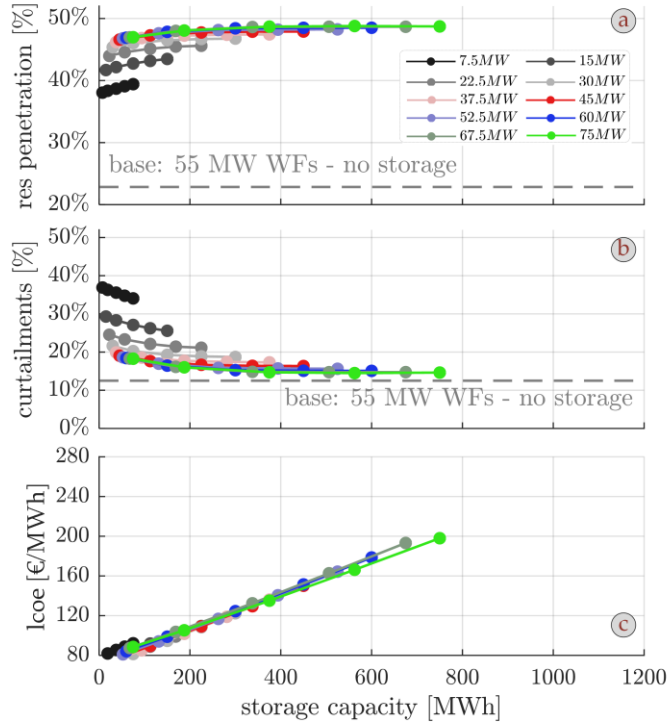 res penetration [%]
50%
40%
30%
20%
a
7.5MW
15MW
22.5MW
30MW
37.5MW
45MW
52.5MW
60MW
67.5MW
75MW
base: 55 MW WFs - no storage
curtailments [%]
50%
40%
30%
20%
10%
0%
b
base: 55 MW WFs - no storage
lcoe [€/MWh]
280
240
200
160
120
80
c
0
200
400
600
800
1000
1200
storage capacity [MWh]